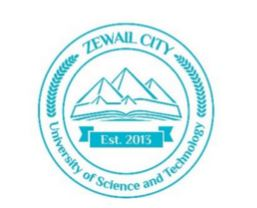 ZEWAIL CITY
Est. 2013
University of Science and Technology